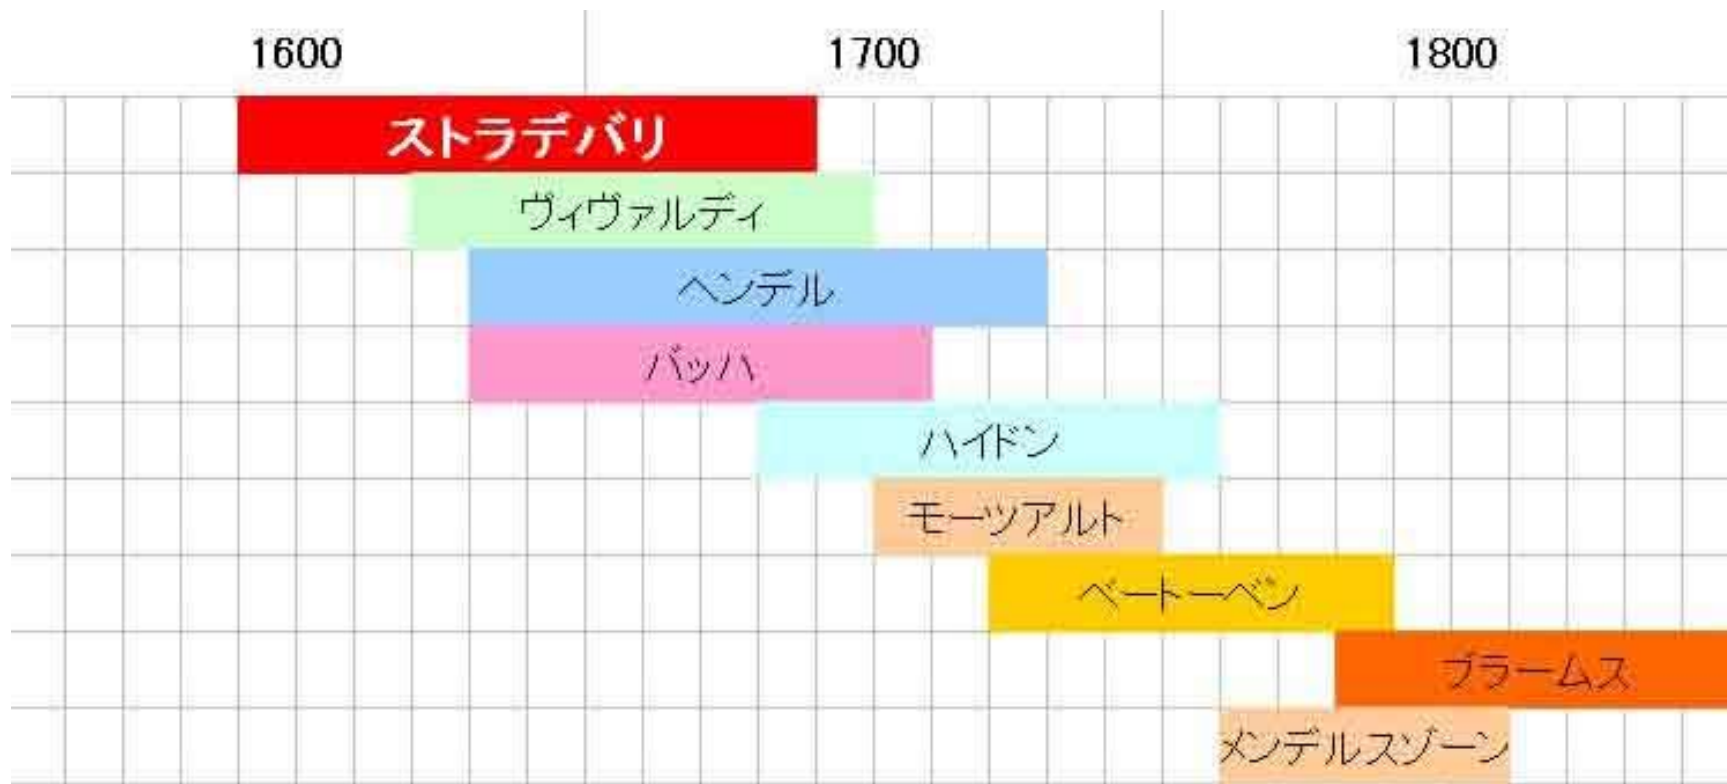 1600 1700 1800
ストラデバリ
ヴィヴァルディ
ヘンデル
バッハ
ハイドン
モーツアルト
ベートーベン
ブラームス
メンデルスゾーン